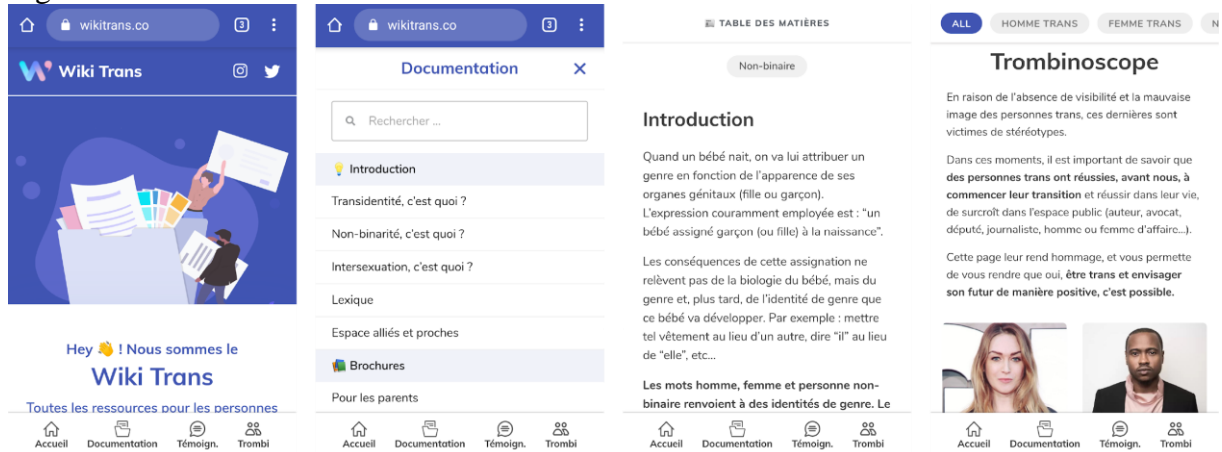 wikitrans.co
3
Wiki Trans
Hey 👋 ! Nous sommes le
Wiki Trans
Toutes les ressources pour les personnes
Accueil Documentation Témoign. Trombi
wikitrans.co
3
Documentation
Rechercher ...
💡 Introduction
Transidentité, c'est quoi ?
Non-binarité, c'est quoi ?
Intersexuation, c'est quoi ?
Lexique
Espace alliés et proches
📚 Brochures
Pour les parents
Accueil Documentation Témoign. Trombi
TABLE DES MATIÈRES
Non-binaire
Introduction
Quand un bébé nait, on va lui attribuer un
genre en fonction de l'apparence de ses
organes génitaux (fille ou garçon).
L'expression couramment employée est : "un
bébé assigné garçon (ou fille) à la naissance".
Les conséquences de cette assignation ne
relèvent pas de la biologie du bébé, mais du
genre et, plus tard, de l'identité de genre que
ce bébé va développer. Par exemple : mettre
tel vêtement au lieu d'un autre, dire "il" au lieu
de "elle", etc...
Les mots homme, femme et personne non-
binaire renvoient à des identités de genre. Le
Accueil Documentation Témoign. Trombi
ALL HOMME TRANS FEMME TRANS N
Trombinoscope
En raison de l'absence de visibilité et la mauvaise
image des personnes trans, ces dernières sont
victimes de stéréotypes.
Dans ces moments, il est important de savoir que
des personnes trans ont réussies, avant nous, à
commencer leur transition et réussir dans leur vie,
de surcroît dans l'espace public (auteur, avocat,
député, journaliste, homme ou femme d'affaire...).
Cette page leur rend hommage, et vous permette
de vous rendre que oui, être trans et envisager
son futur de manière positive, c'est possible.
Accueil Documentation Témoign. Trombi